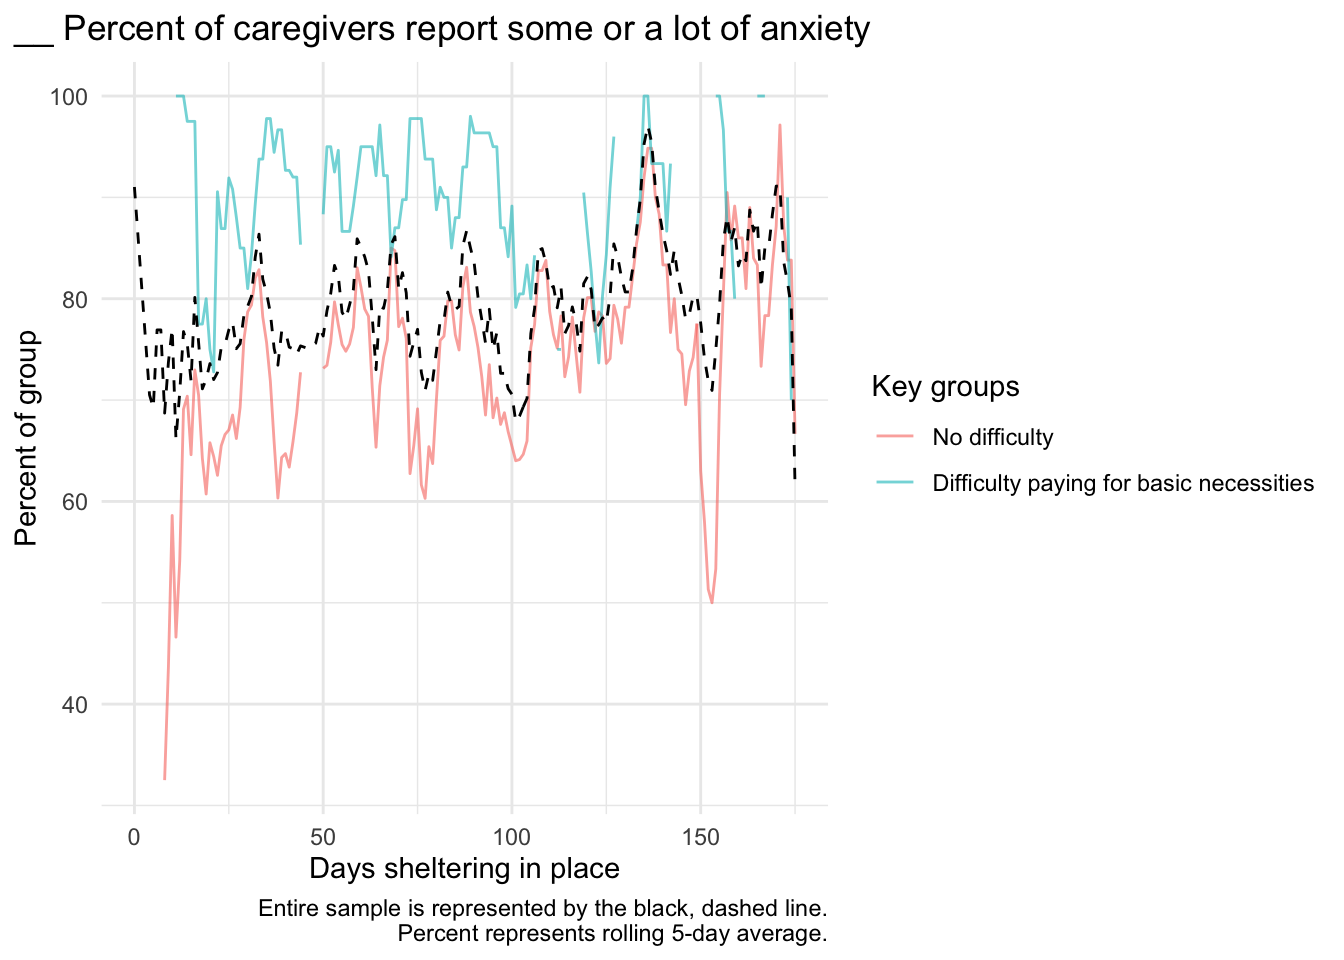 __ Percent of caregivers report some or a lot of anxiety
100
80
60
40
Percent of group
0 50 100 150
Days sheltering in place
Key groups
No difficulty
Difficulty paying for basic necessities
Entire sample is represented by the black, dashed line.
Percent represents rolling 5-day average.